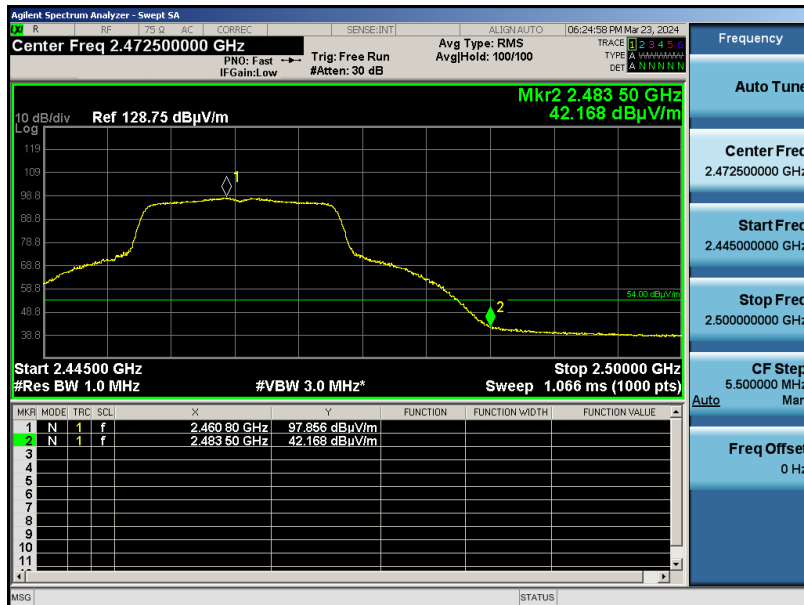 Agilent Spectrum Analyzer - Swept SA
LXI R RF 75 Ω AC CORREC SENSE:INT ALIGN AUTO 06:24:58 PM Mar 23, 2024
Center Freq 2.472500000 GHz
PNO: Fast
IFGain:Low
Trig: Free Run
#Atten: 30 dB
Avg Type: RMS
Avg|Hold: 100/100
TRACE 1 2 3 4 5 6
TYPE A WWWWW
DET A N N N N N
Mkr2 2.483 50 GHz
42.168 dBμV/m
10 dB/div Ref 128.75 dBμV/m
Log
119
109
98.8
88.8
78.8
68.8
58.8
48.8
38.8
1
2
54.00 dBμV/m
Start 2.44500 GHz Stop 2.50000 GHz
#Res BW 1.0 MHz #VBW 3.0 MHz* Sweep 1.066 ms (1000 pts)
MKR MODE TRC SCL X Y FUNCTION FUNCTION WIDTH FUNCTION VALUE
1 N 1 f 2.460 80 GHz 97.856 dBμV/m
2 N 1 f 2.483 50 GHz 42.168 dBμV/m
3
4
5
6
7
8
9
10
11
MSG STATUS
Frequency
Auto Tune
Center Freq
2.472500000 GHz
Start Freq
2.445000000 GHz
Stop Freq
2.500000000 GHz
CF Step
5.500000 MHz
Auto Man
Freq Offset
0 Hz